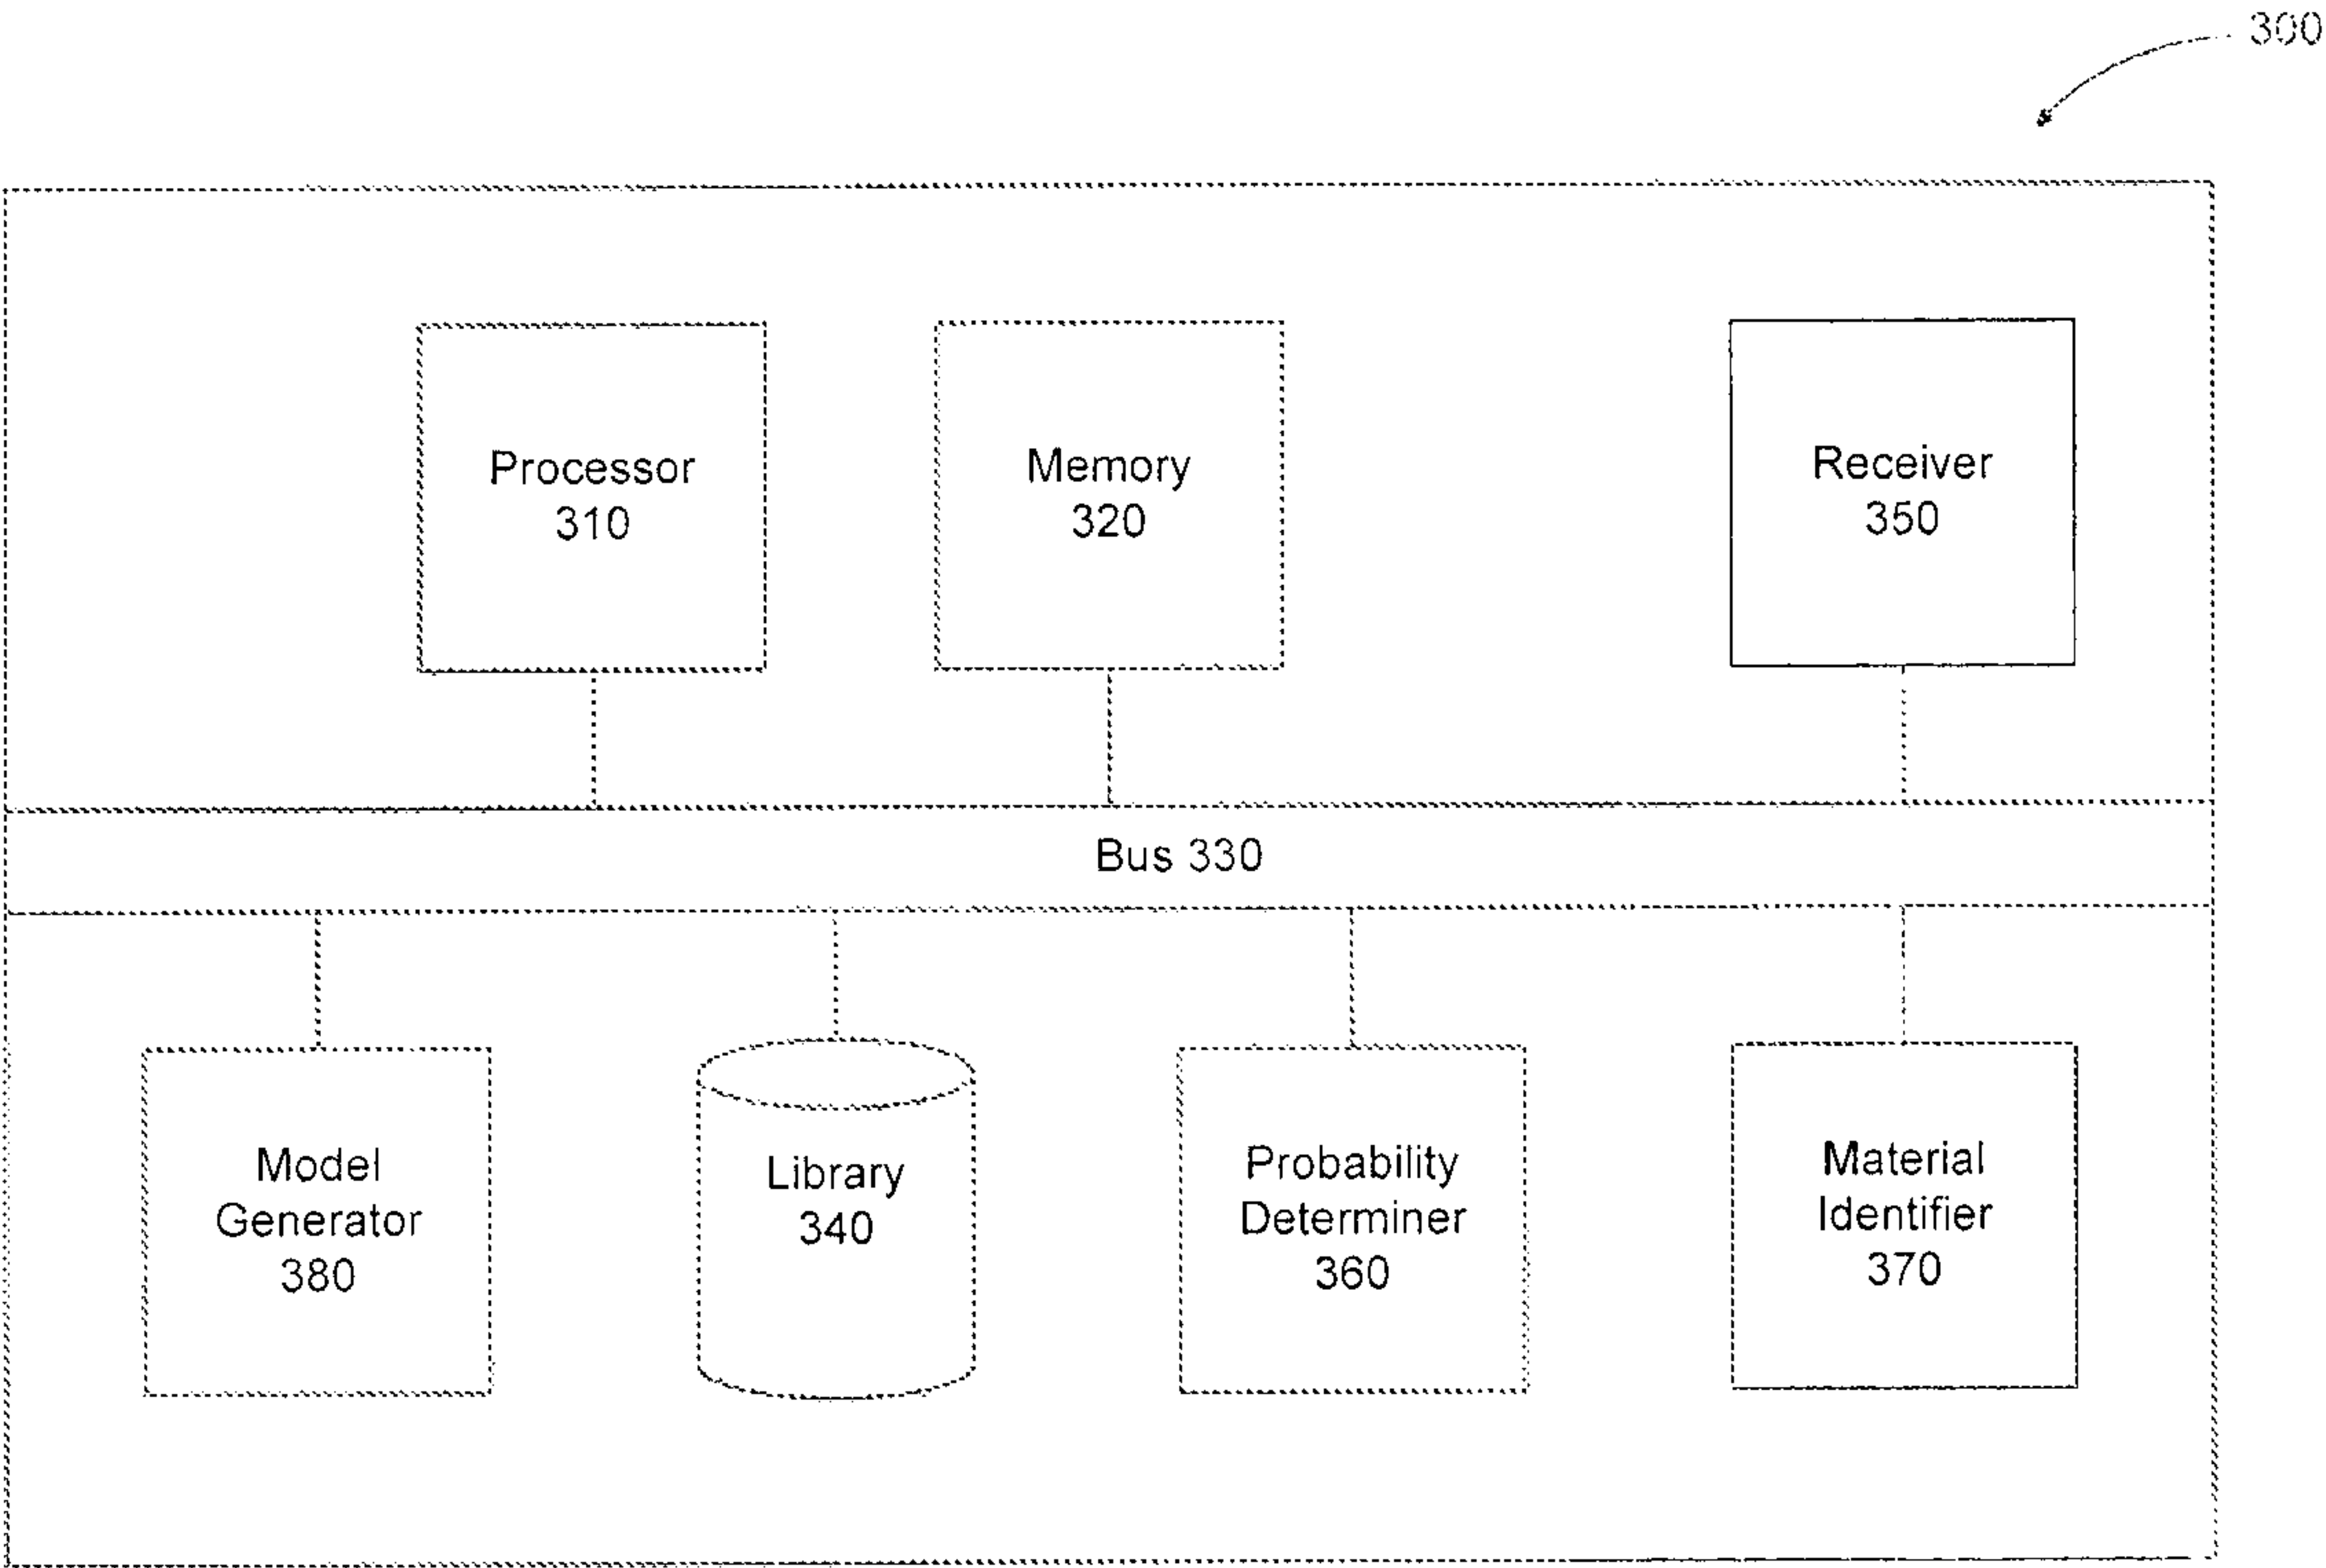 300
Processor
310
Memory
320
Receiver
350
Bus 330
Model
Generator
380
Library
340
Probability
Determiner
360
Material
Identifier
370